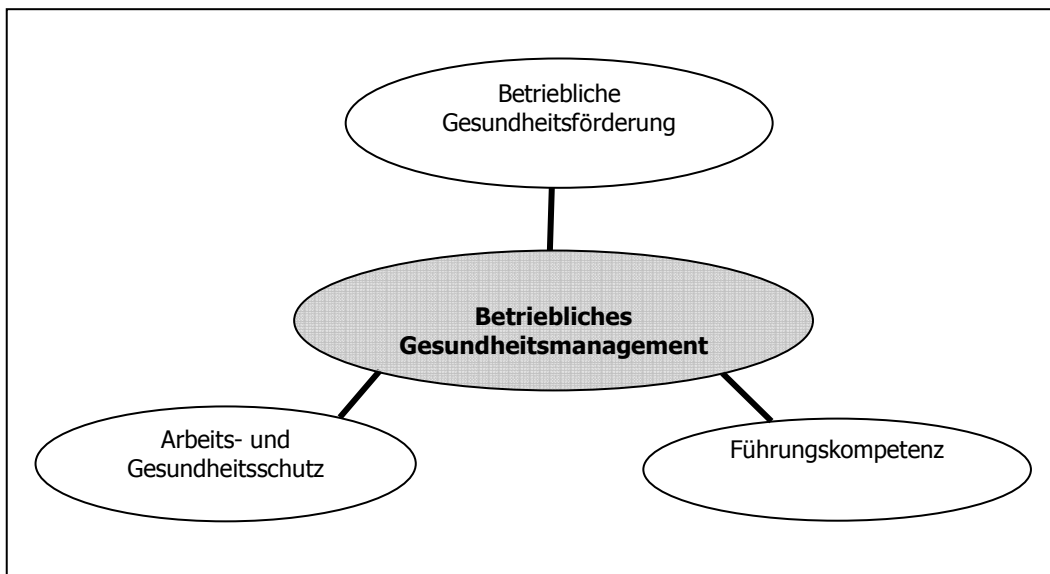 Betriebliche
Gesundheitsförderung
Betriebliches
Gesundheitsmanagement
Arbeits- und
Gesundheitsschutz
Führungskompetenz